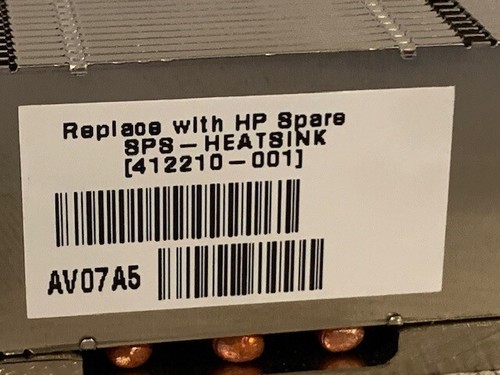 Replace with HP Spare
SPS-HEATSINK
[412210-001]
AV07A5